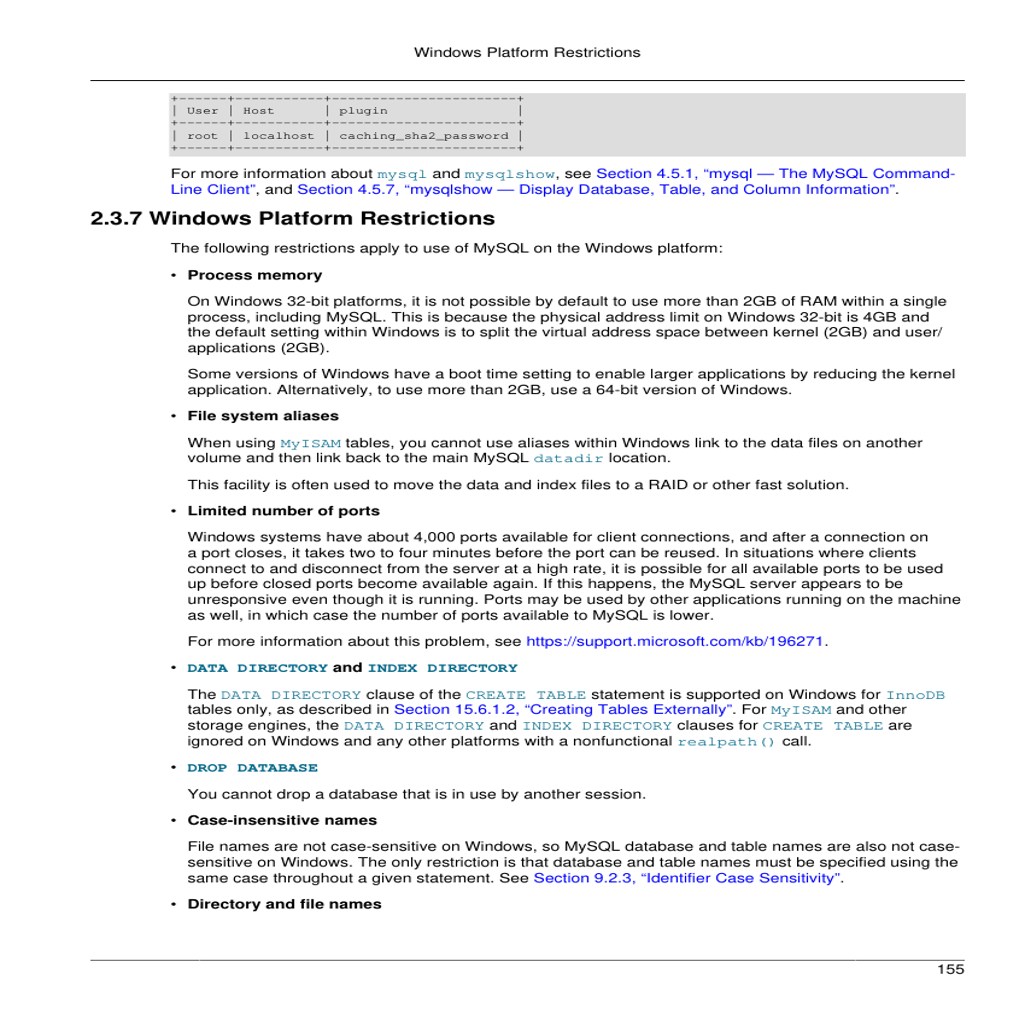 Windows Platform Restrictions
+------+-----------+-----------------------+
| User | Host      | plugin                |
+------+-----------+-----------------------+
| root | localhost | caching_sha2_password |
+------+-----------+-----------------------+
For more information about mysql and mysqlshow, see Section 4.5.1, “mysql — The MySQL Command-
Line Client”, and Section 4.5.7, “mysqlshow — Display Database, Table, and Column Information”.
2.3.7 Windows Platform Restrictions
The following restrictions apply to use of MySQL on the Windows platform:
• Process memory
On Windows 32-bit platforms, it is not possible by default to use more than 2GB of RAM within a single
process, including MySQL. This is because the physical address limit on Windows 32-bit is 4GB and
the default setting within Windows is to split the virtual address space between kernel (2GB) and user/
applications (2GB).
Some versions of Windows have a boot time setting to enable larger applications by reducing the kernel
application. Alternatively, to use more than 2GB, use a 64-bit version of Windows.
• File system aliases
When using MyISAM tables, you cannot use aliases within Windows link to the data files on another
volume and then link back to the main MySQL datadir location.
This facility is often used to move the data and index files to a RAID or other fast solution.
• Limited number of ports
Windows systems have about 4,000 ports available for client connections, and after a connection on
a port closes, it takes two to four minutes before the port can be reused. In situations where clients
connect to and disconnect from the server at a high rate, it is possible for all available ports to be used
up before closed ports become available again. If this happens, the MySQL server appears to be
unresponsive even though it is running. Ports may be used by other applications running on the machine
as well, in which case the number of ports available to MySQL is lower.
For more information about this problem, see https://support.microsoft.com/kb/196271.
• DATA DIRECTORY and INDEX DIRECTORY
The DATA DIRECTORY clause of the CREATE TABLE statement is supported on Windows for InnoDB
tables only, as described in Section 15.6.1.2, “Creating Tables Externally”. For MyISAM and other
storage engines, the DATA DIRECTORY and INDEX DIRECTORY clauses for CREATE TABLE are
ignored on Windows and any other platforms with a nonfunctional realpath() call.
• DROP DATABASE
You cannot drop a database that is in use by another session.
• Case-insensitive names
File names are not case-sensitive on Windows, so MySQL database and table names are also not case-
sensitive on Windows. The only restriction is that database and table names must be specified using the
same case throughout a given statement. See Section 9.2.3, “Identifier Case Sensitivity”.
• Directory and file names
155